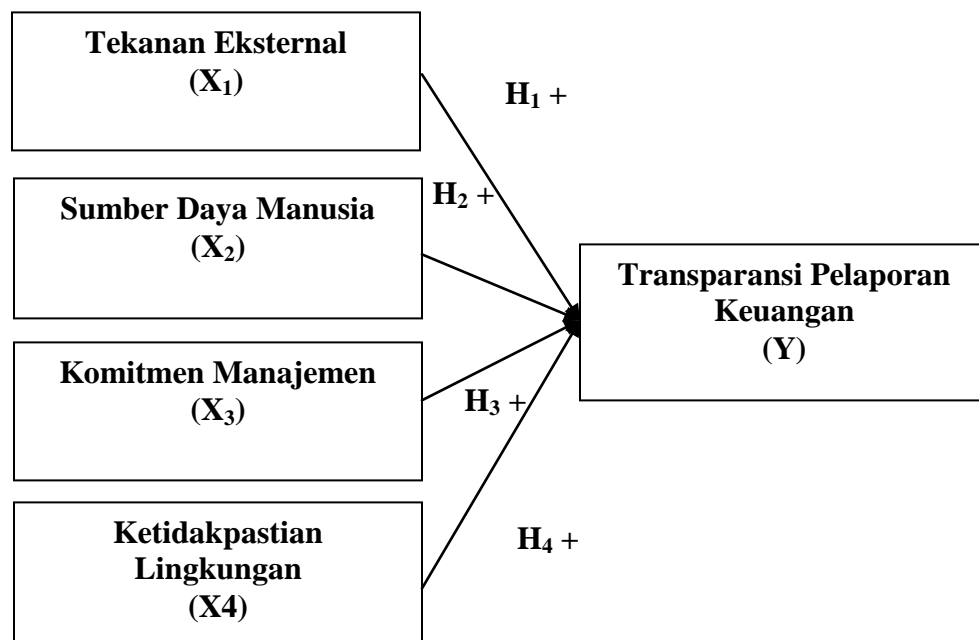 Tekanan Eksternal
(X₁)
H₁ +
Sumber Daya Manusia
(X₂)
H₂ +
Transparansi Pelaporan
Keuangan
(Y)
Komitmen Manajemen
(X₃)
H₃ +
Ketidakpastian
Lingkungan
(X4)
H₄ +